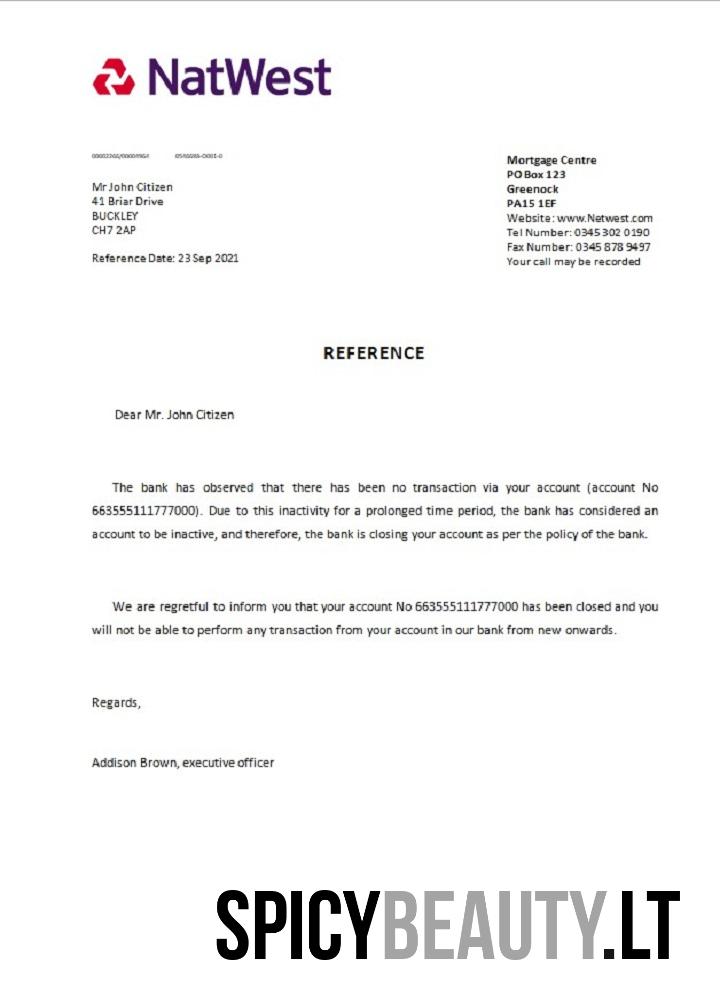 NatWest
Mr John Citizen
41 Briar Drive
BUCKLEY
CH7 2AP
Reference Date: 23 Sep 2021
Mortgage Centre
PO Box 123
Greenock
PA15 1EF
Website: www.Netwest.com
Tel Number: 0345 302 0190
Fax Number: 0345 878 9497
Your call may be recorded
REFERENCE
Dear Mr. John Citizen
The bank has observed that there has been no transaction via your account (account No
663555111777000). Due to this inactivity for a prolonged time period, the bank has considered an
account to be inactive, and therefore, the bank is closing your account as per the policy of the bank.
We are regretful to inform you that your account No 663555111777000 has been closed and you
will not be able to perform any transaction from your account in our bank from new onwards.
Regards,
Addison Brown, executive officer
SPICYBEAUTY.LT